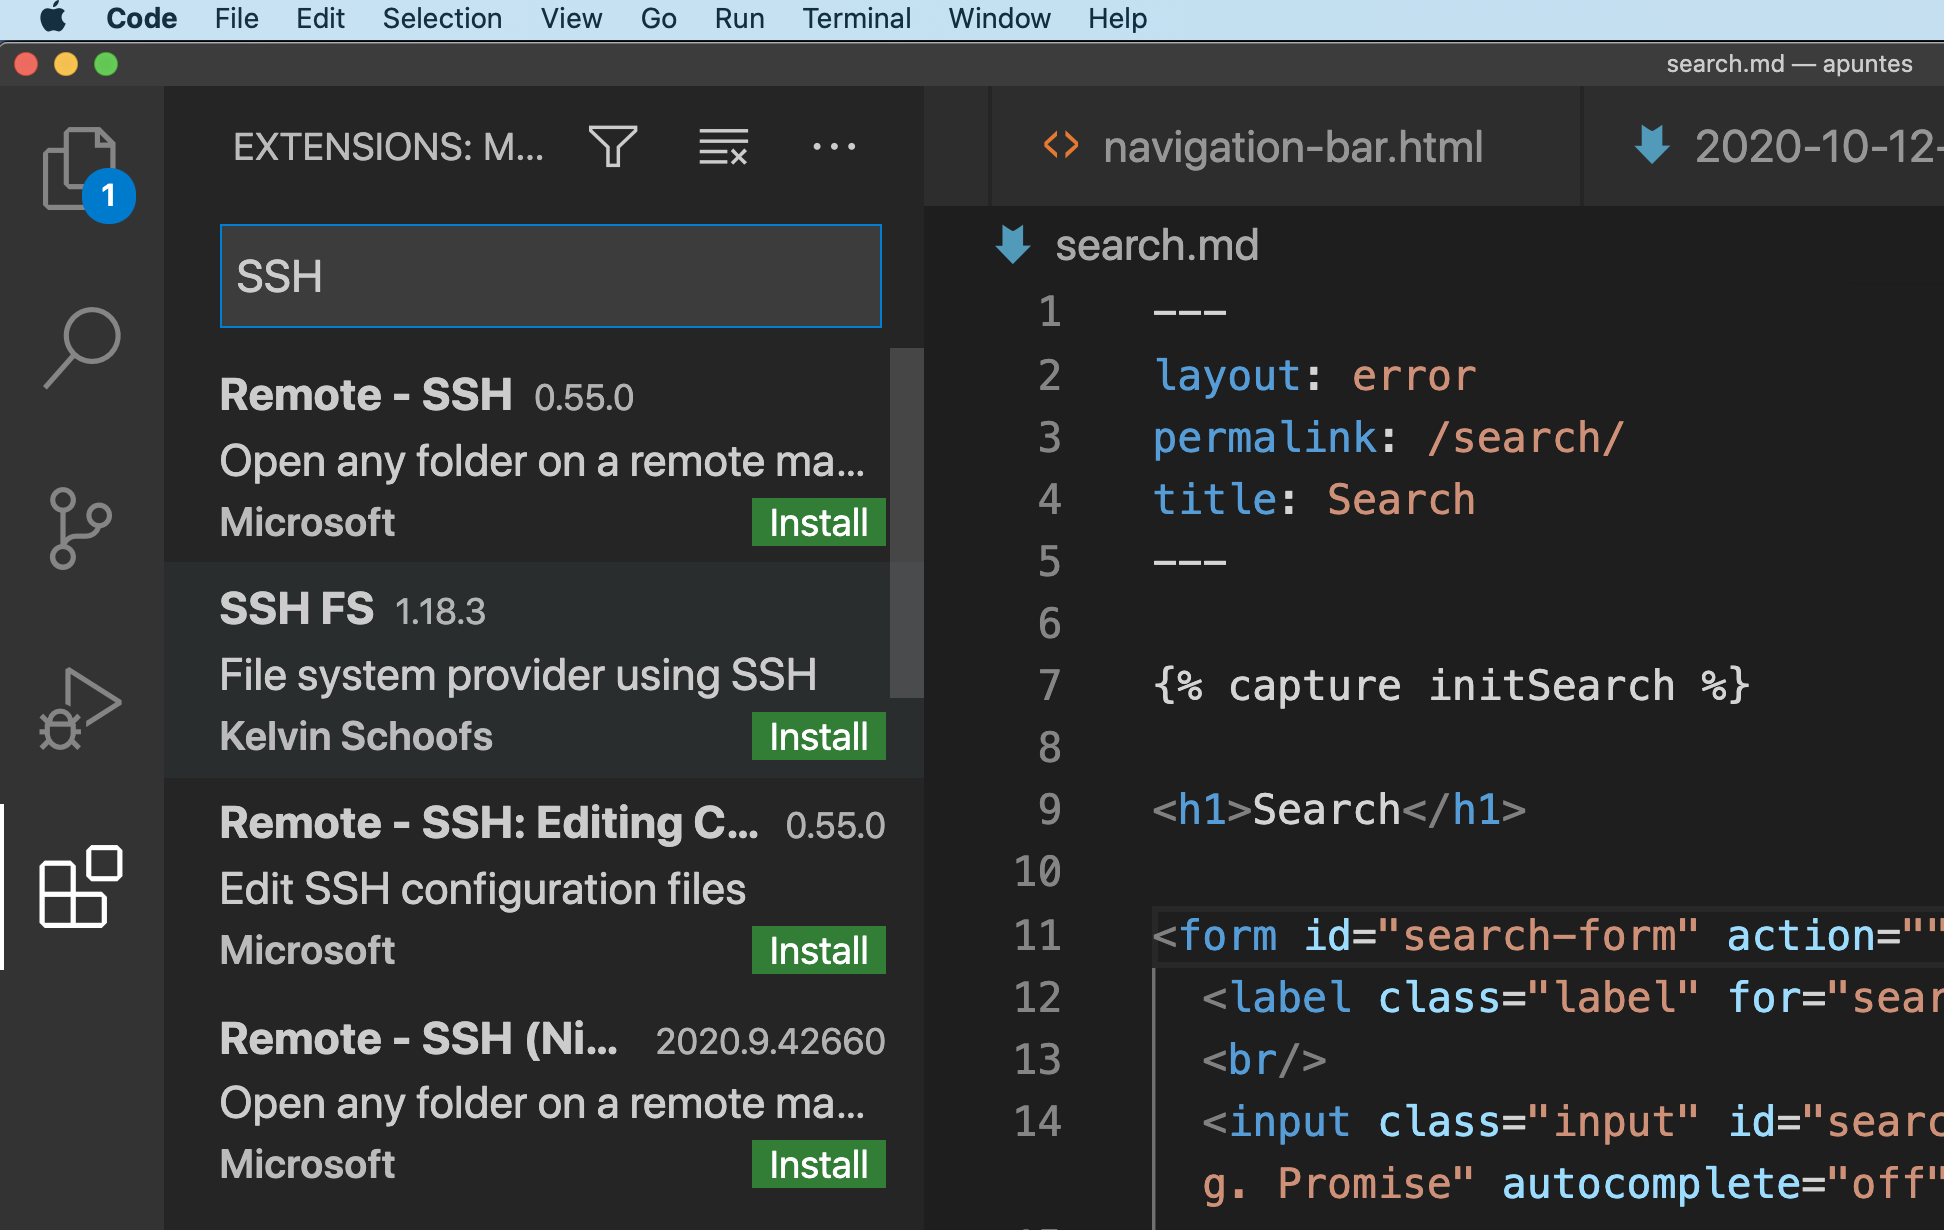 Code File Edit Selection View Go Run Terminal Window Help
search.md — apuntes
1
EXTENSIONS: M...
SSH
Remote - SSH 0.55.0
Open any folder on a remote ma...
Microsoft Install
SSH FS 1.18.3
File system provider using SSH
Kelvin Schoofs Install
Remote - SSH: Editing C... 0.55.0
Edit SSH configuration files
Microsoft Install
Remote - SSH (Ni... 2020.9.42660
Open any folder on a remote ma...
Microsoft Install
navigation-bar.html 2020-10-12-
search.md
1 ---
2 layout: error
3 permalink: /search/
4 title: Search
5 ---
6
7 {% capture initSearch %}
8
9 <h1>Search</h1>
10
11 <form id="search-form" action=""
12 <label class="label" for="sear
13 <br/>
14 <input class="input" id="searc
g. Promise" autocomplete="off"